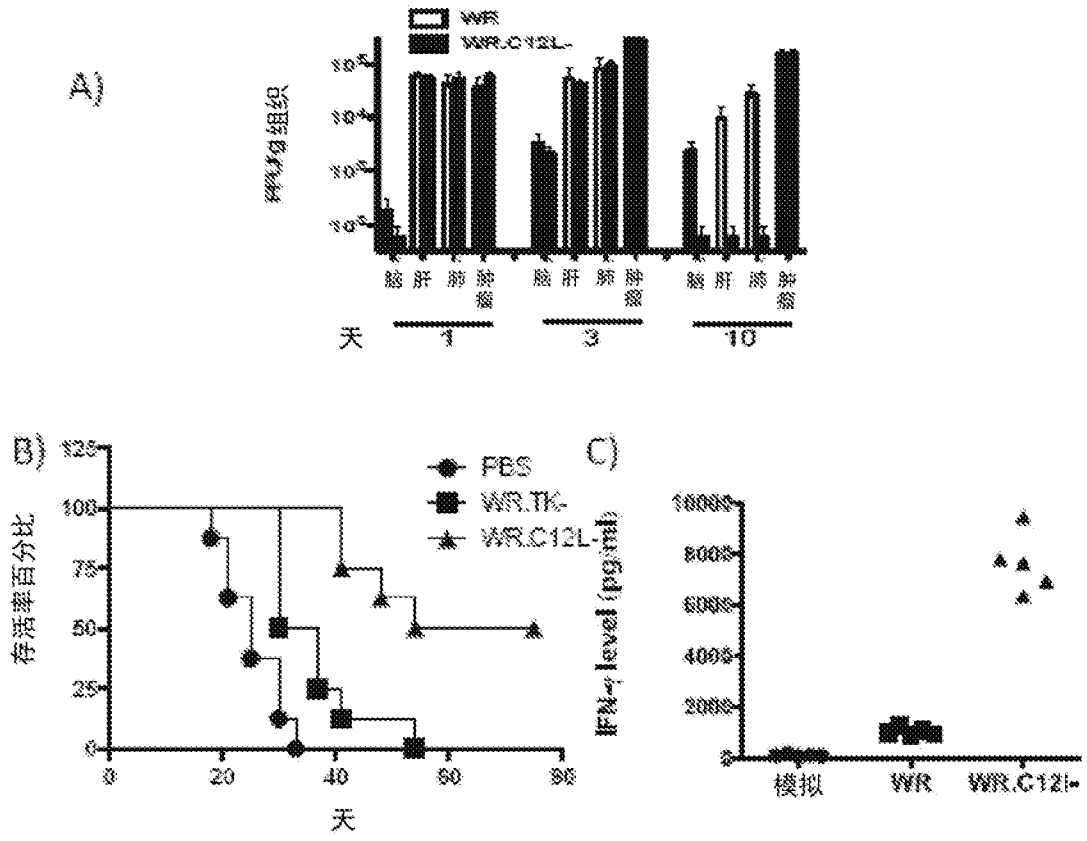 A)
WR
WR.C12L-
PFU/g组织
10⁵
10⁴
脑 肝 肺 肿瘤 脑 肝 肺 肿瘤 脑 肝 肺 肿瘤
天 1 3 10
B)
PBS
WR.TK-
WR.C12L-
存活率百分比
125
100
75
50
25
0
0 20 40
天
C)
IFN-γ level (pg/ml)
10000
8000
6000
4000
2000
0
模拟 WR WR.C12l-